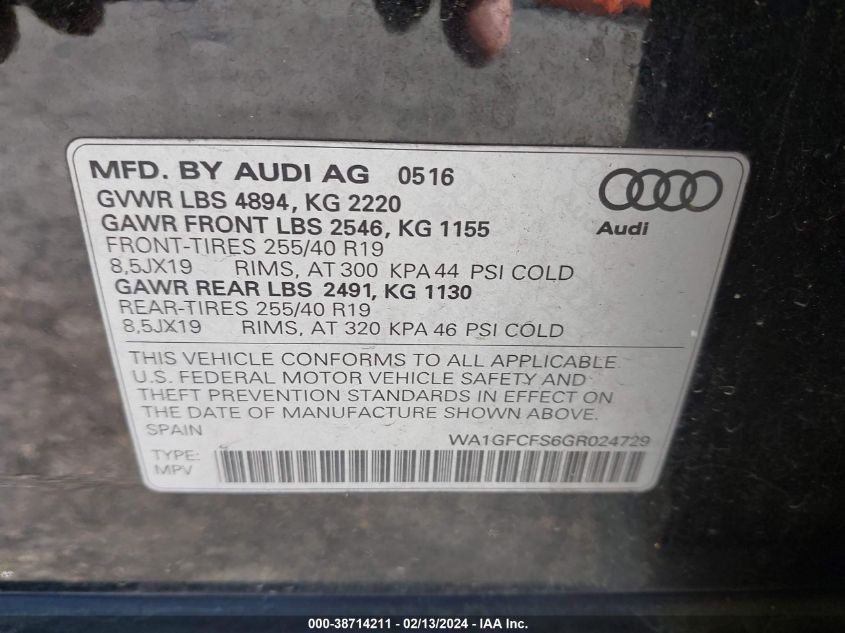 MFD. BY AUDI AG 0516
GVWR LBS 4894, KG 2220
GAWR FRONT LBS 2546, KG 1155
FRONT-TIRES 255/40 R19
8,5JX19 RIMS, AT 300 KPA 44 PSI COLD
GAWR REAR LBS 2491, KG 1130
REAR-TIRES 255/40 R19
8,5JX19 RIMS, AT 320 KPA 46 PSI COLD
Audi
THIS VEHICLE CONFORMS TO ALL APPLICABLE
U.S. FEDERAL MOTOR VEHICLE SAFETY AND
THEFT PREVENTION STANDARDS IN EFFECT ON
THE DATE OF MANUFACTURE SHOWN ABOVE.
SPAIN
WA1GFCFS6GR024729
TYPE:
MPV
000-38714211 - 02/13/2024 - IAA Inc.